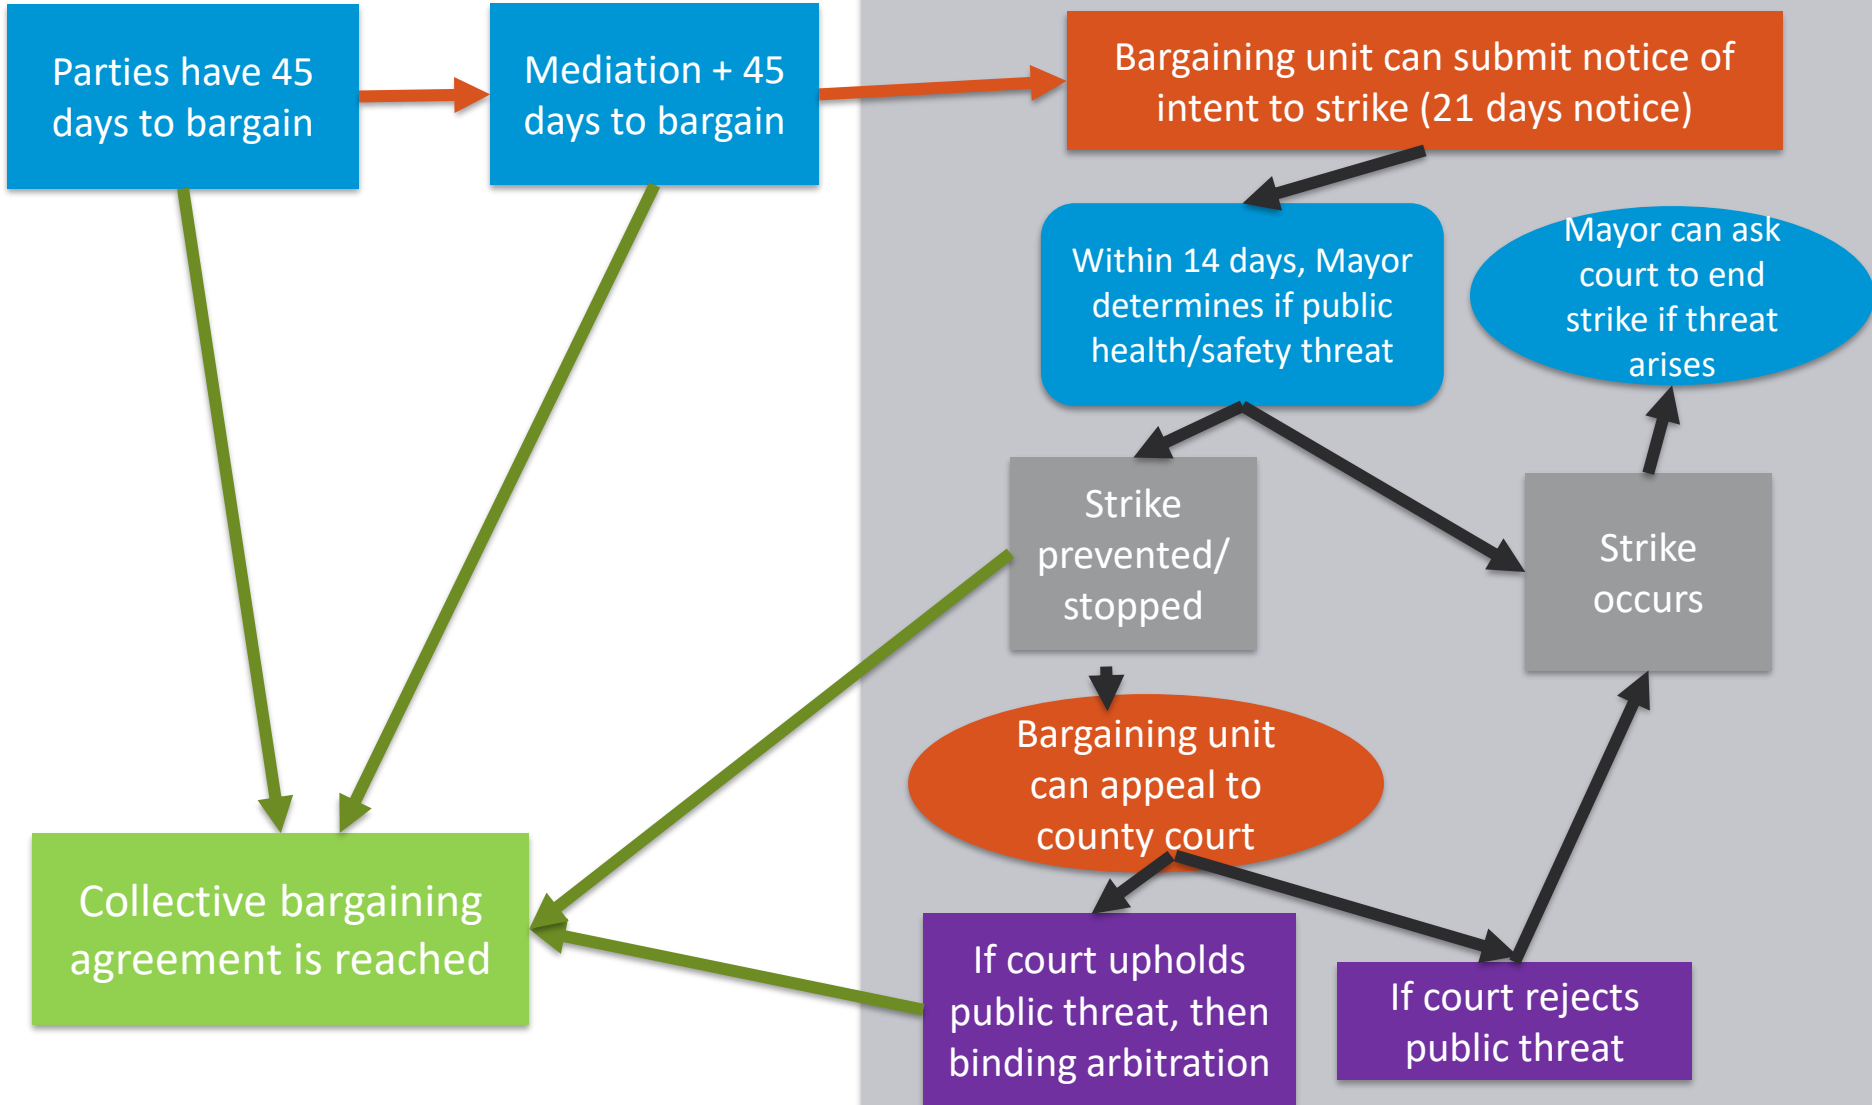 Parties have 45
days to bargain
Mediation + 45
days to bargain
Bargaining unit can submit notice of
intent to strike (21 days notice)
Within 14 days, Mayor
determines if public
health/safety threat
Mayor can ask
court to end
strike if threat
arises
Strike
prevented/
stopped
Strike
occurs
Bargaining unit
can appeal to
county court
Collective bargaining
agreement is reached
If court upholds
public threat, then
binding arbitration
If court rejects
public threat